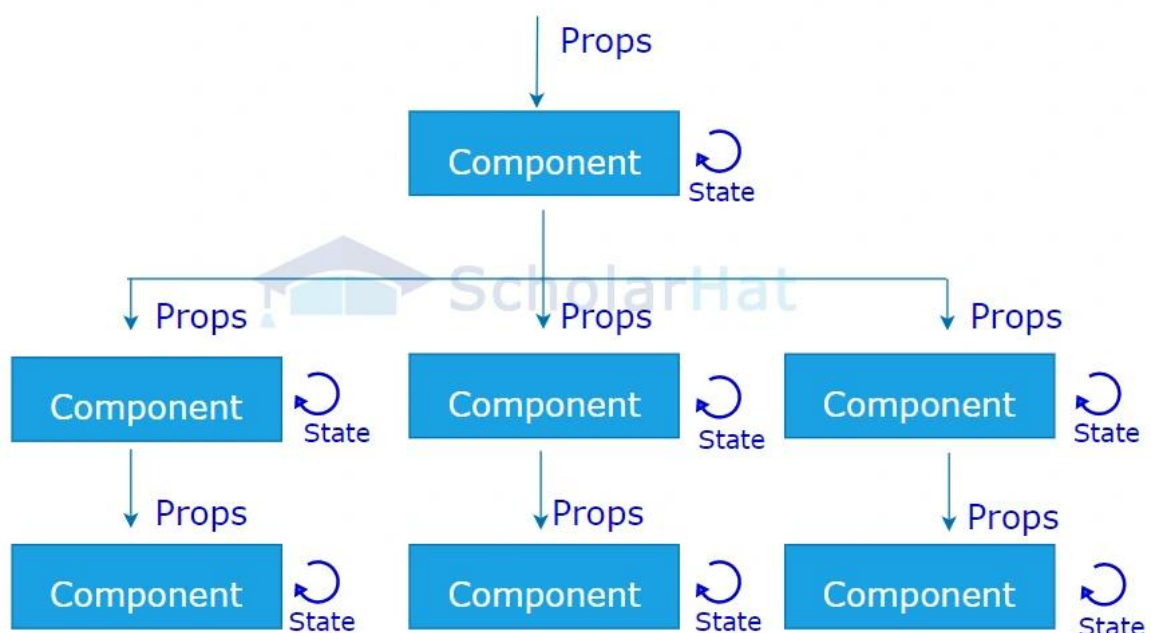 Props
Component
State
ScholarHat
Props Props Props
Component Component Component
State State State
Props Props Props
Component Component Component
State State State